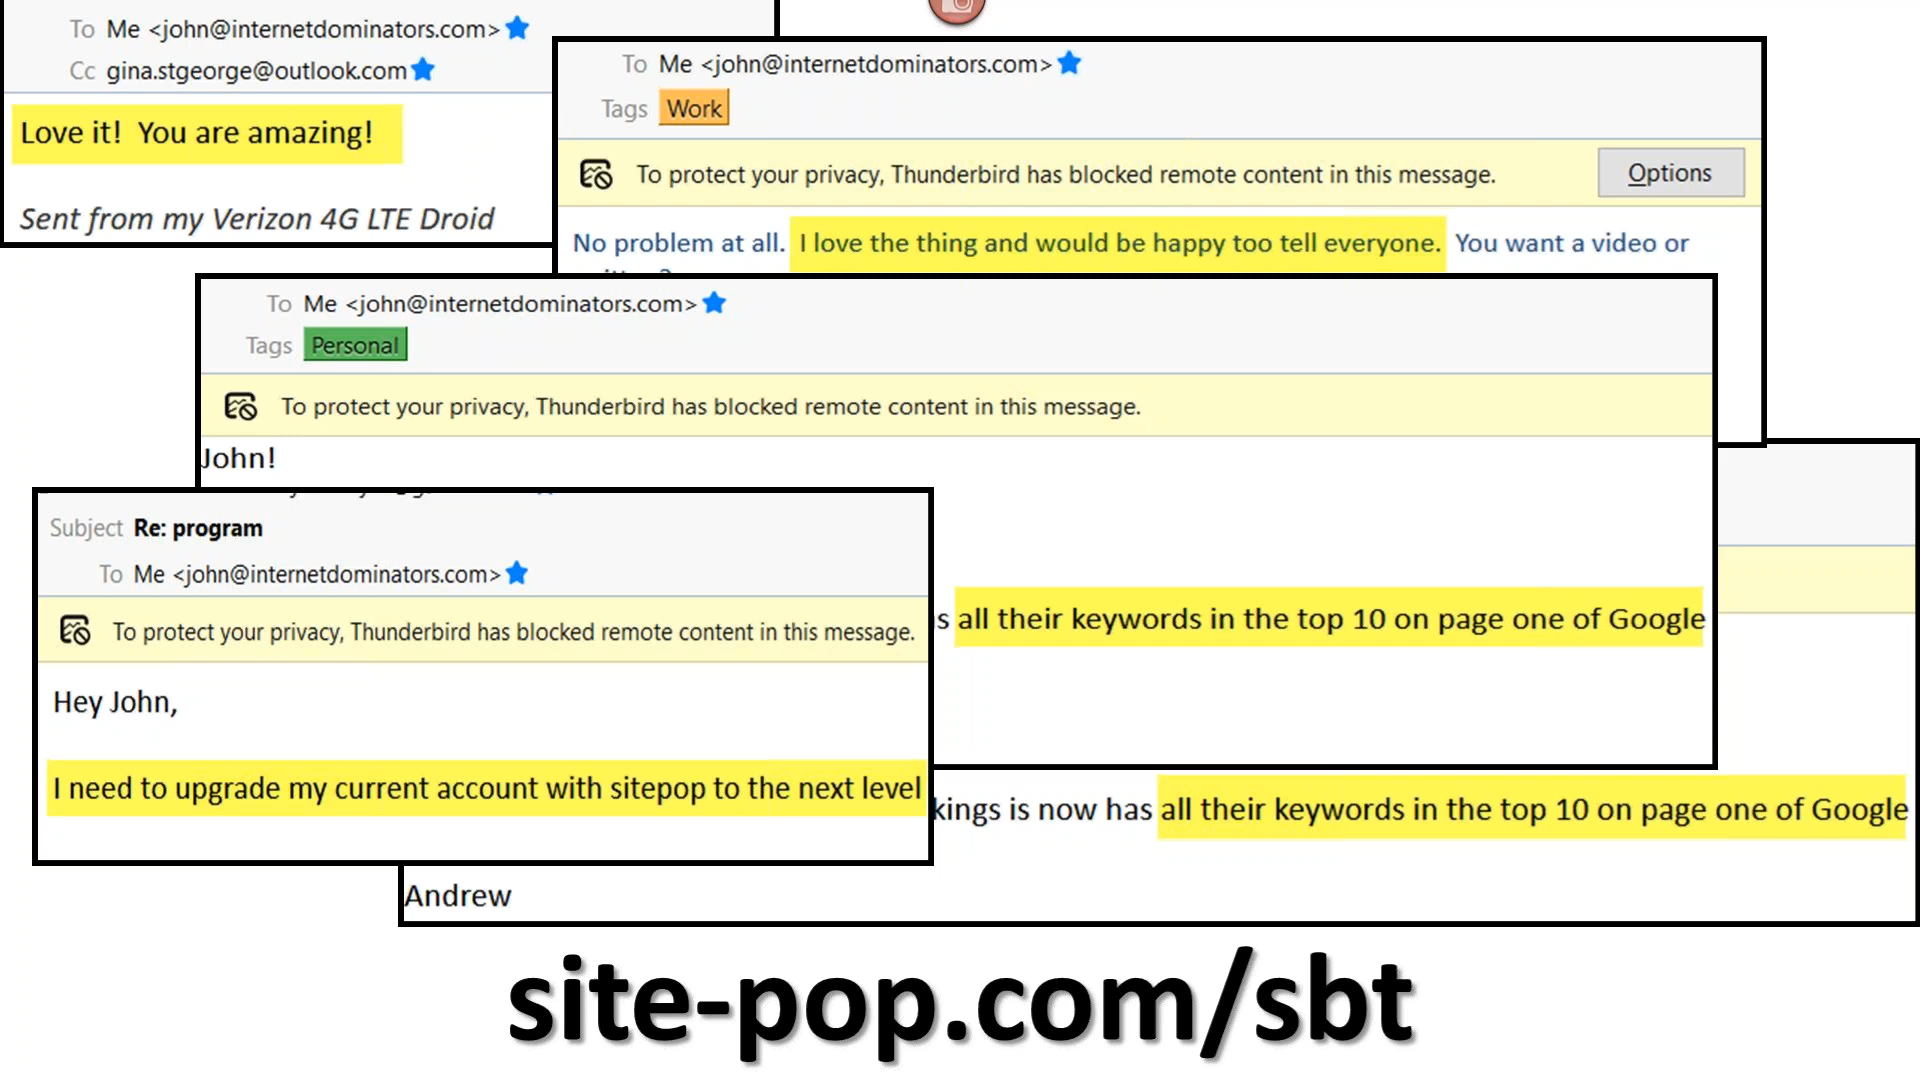 To Me <john@internetdominators.com>
Cc gina.stgeorge@outlook.com
Love it! You are amazing!
Sent from my Verizon 4G LTE Droid
To Me <john@internetdominators.com>
Tags Work
To protect your privacy, Thunderbird has blocked remote content in this message. Options
No problem at all. I love the thing and would be happy too tell everyone. You want a video or
To Me <john@internetdominators.com>
Tags Personal
To protect your privacy, Thunderbird has blocked remote content in this message.
John!
s all their keywords in the top 10 on page one of Google
Subject Re: program
To Me <john@internetdominators.com>
To protect your privacy, Thunderbird has blocked remote content in this message.
Hey John,
I need to upgrade my current account with sitepop to the next level
kings is now has all their keywords in the top 10 on page one of Google
Andrew
site-pop.com/sbt